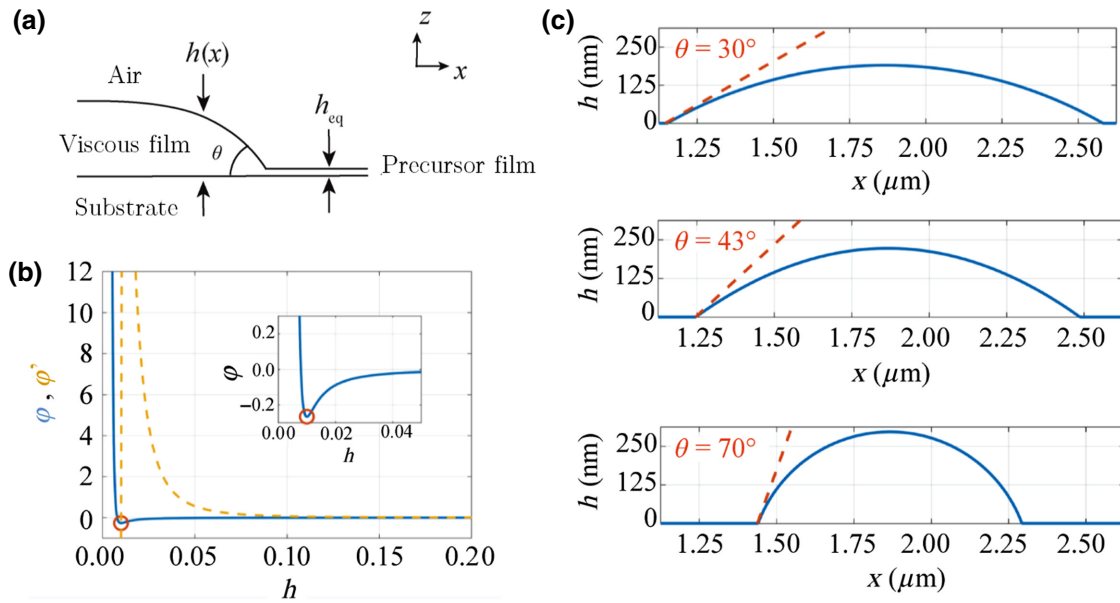 (a)
z
x
h(x)
Air
h_eq
Viscous film
θ
Precursor film
Substrate
(b)
φ , φ’
12
10
8
6
4
2
0
0.00 0.05 0.10 0.15 0.20
h
φ
0.2
0.0
−0.2
0.00 0.02 0.04
h
(c)
h (nm)
250
125
0
θ = 30°
1.25 1.50 1.75 2.00 2.25 2.50
x (μm)
h (nm)
250
125
0
θ = 43°
1.25 1.50 1.75 2.00 2.25 2.50
x (μm)
h (nm)
250
125
0
θ = 70°
1.25 1.50 1.75 2.00 2.25 2.50
x (μm)